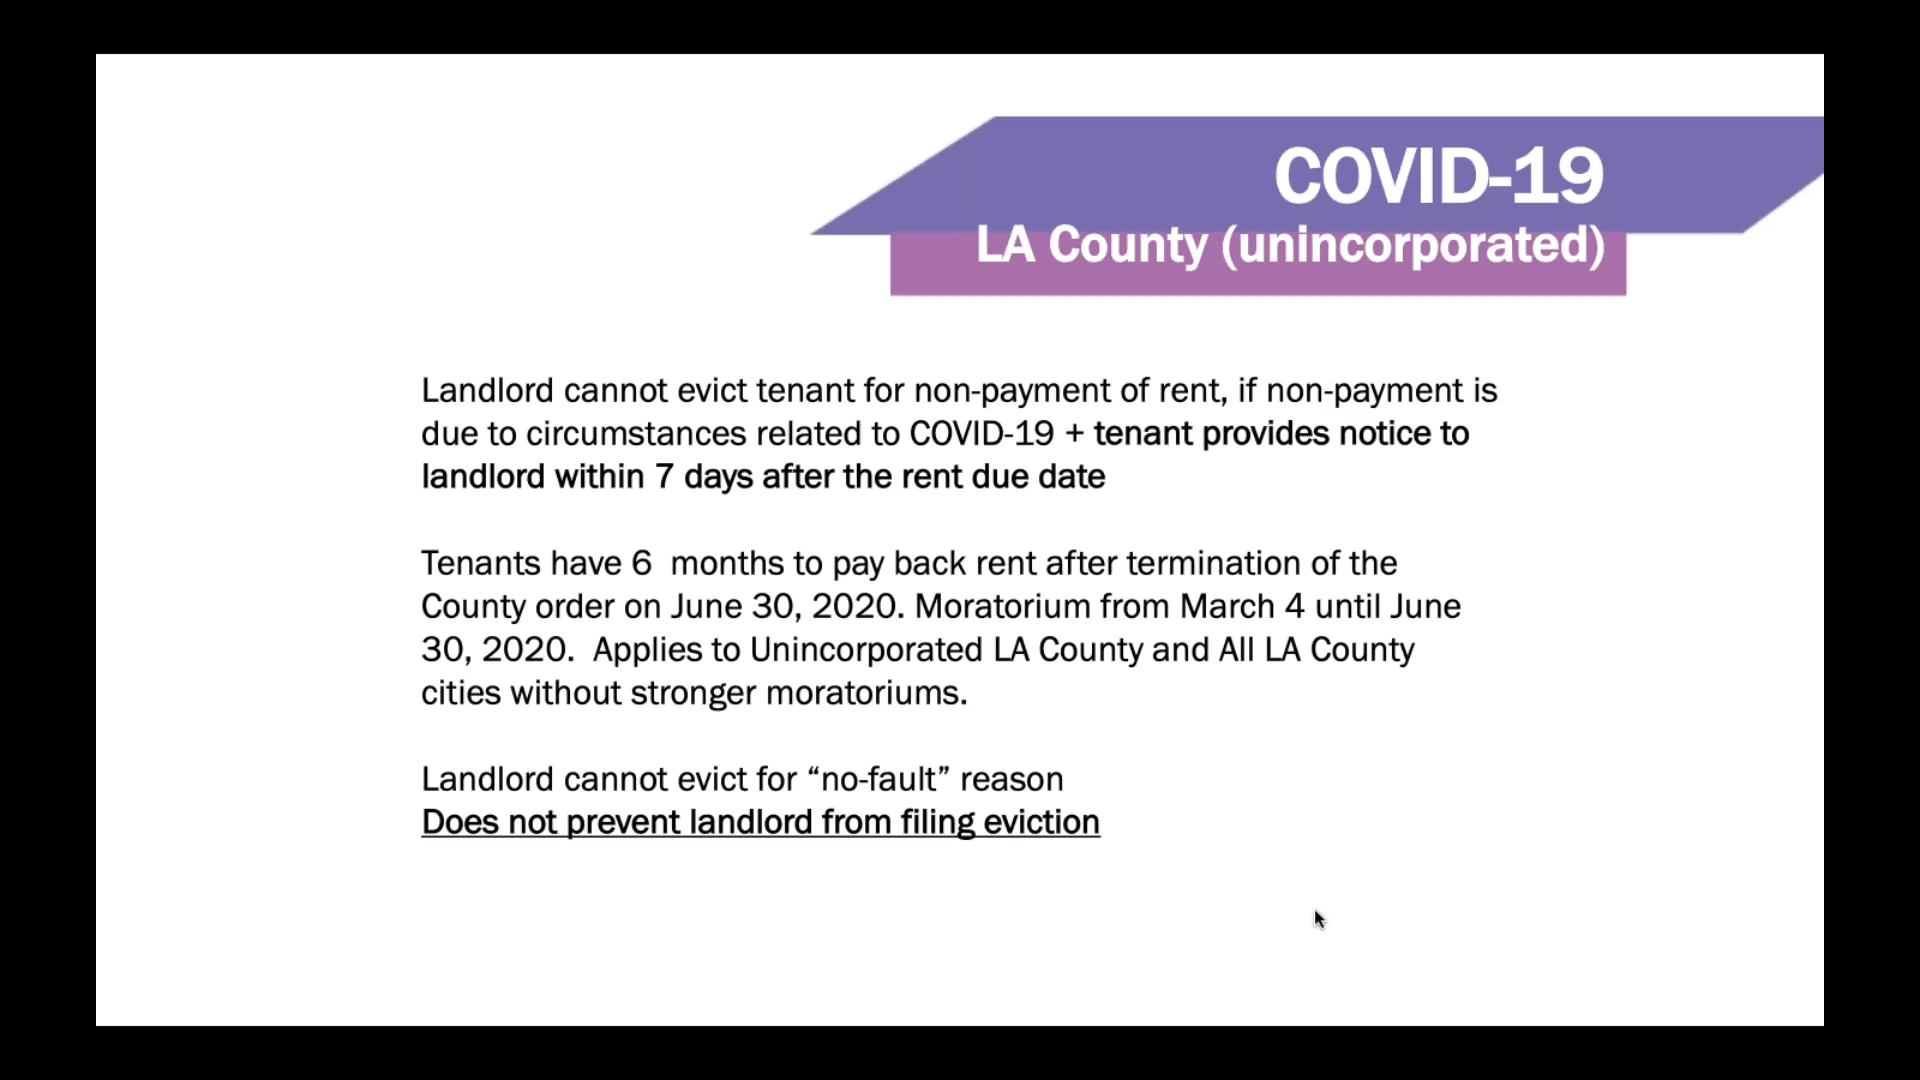 COVID-19
LA County (unincorporated)
Landlord cannot evict tenant for non-payment of rent, if non-payment is
due to circumstances related to COVID-19 + tenant provides notice to
landlord within 7 days after the rent due date
Tenants have 6  months to pay back rent after termination of the
County order on June 30, 2020. Moratorium from March 4 until June
30, 2020.  Applies to Unincorporated LA County and All LA County
cities without stronger moratoriums.
Landlord cannot evict for “no-fault” reason
Does not prevent landlord from filing eviction